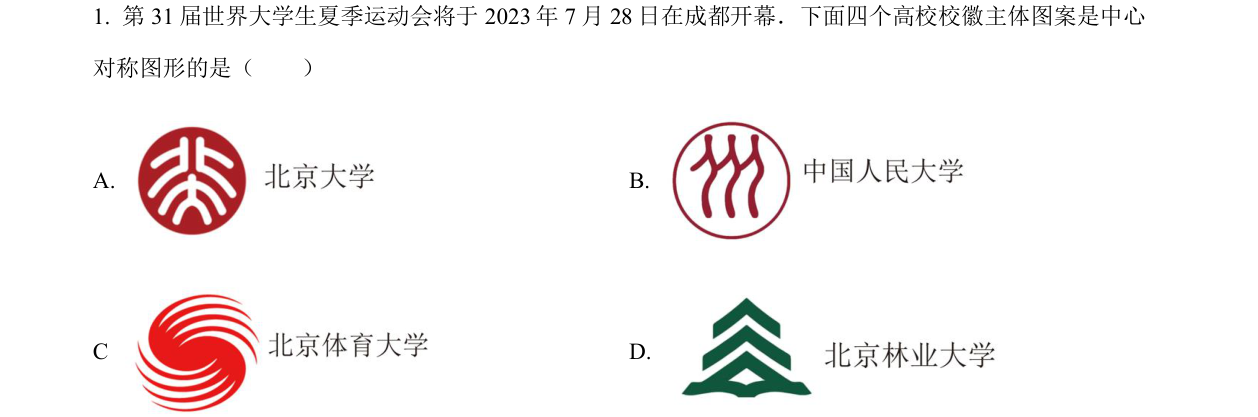 1. 第 31 届世界大学生夏季运动会将于 2023 年 7 月 28 日在成都开幕．下面四个高校校徽主体图案是中心
对称图形的是（　　）
A. 北京大学
B. 中国人民大学
C 北京体育大学
D. 北京林业大学